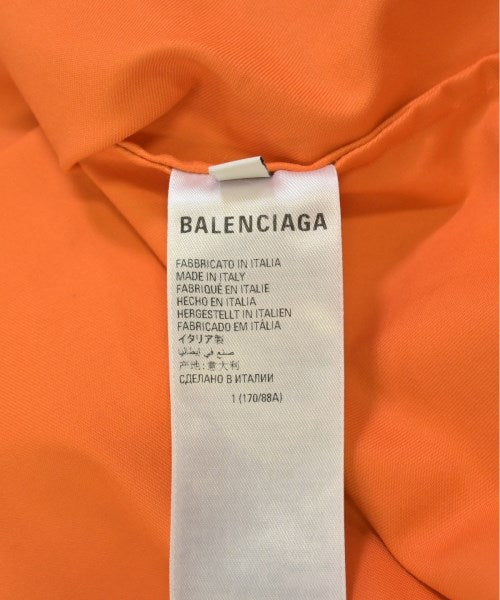 BALENCIAGA
FABBRICATO IN ITALIA
MADE IN ITALY
FABRIQUÉ EN ITALIE
HECHO EN ITALIA
HERGESTELLT IN ITALIEN
FABRICADO EM ITÁLIA
イタリア製
صنع في إيطاليا
产地:意大利
СДЕЛАНО В ИТАЛИИ
1 (170/88A)